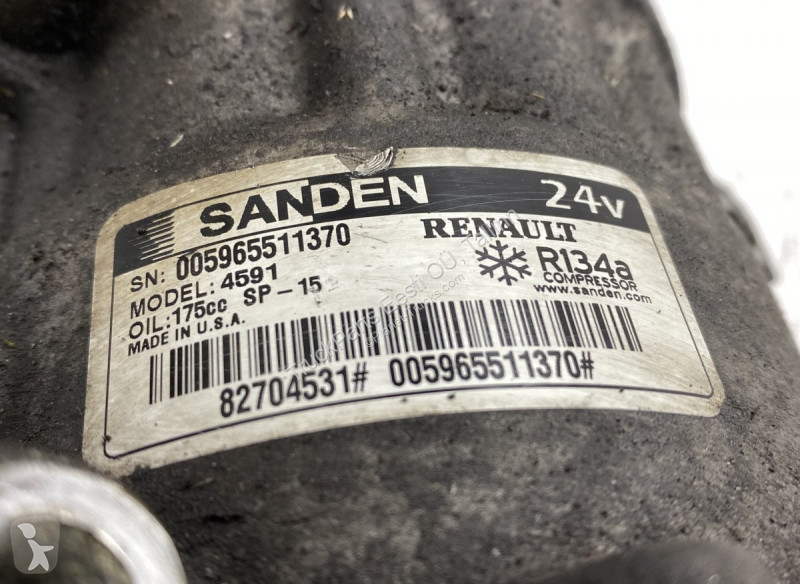 SANDEN
24v
SN: 005965511370
MODEL: 4591
OIL:175cc SP-15
MADE IN U.S.A.
RENAULT
R134a
COMPRESSOR
www.sanden.com
82704531# 005965511370#